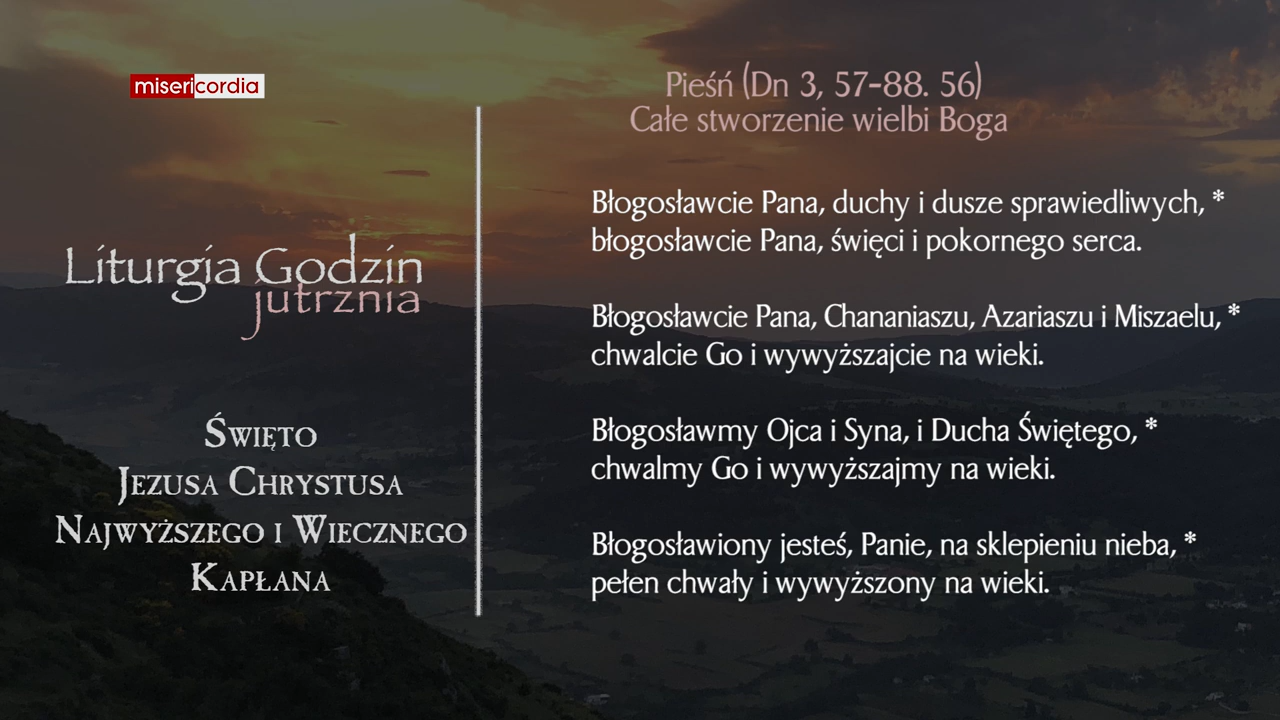 misericordia
Liturgia Godzin
jutrznia
Święto
Jezusa Chrystusa
Najwyższego i Wiecznego
Kapłana
Pieśń (Dn 3, 57-88. 56)
Całe stworzenie wielbi Boga
Błogosławcie Pana, duchy i dusze sprawiedliwych, *
błogosławcie Pana, święci i pokornego serca.
Błogosławcie Pana, Chananiaszu, Azariaszu i Miszaelu, *
chwalcie Go i wywyższajcie na wieki.
Błogosławmy Ojca i Syna, i Ducha Świętego, *
chwalmy Go i wywyższajmy na wieki.
Błogosławiony jesteś, Panie, na sklepieniu nieba, *
pełen chwały i wywyższony na wieki.